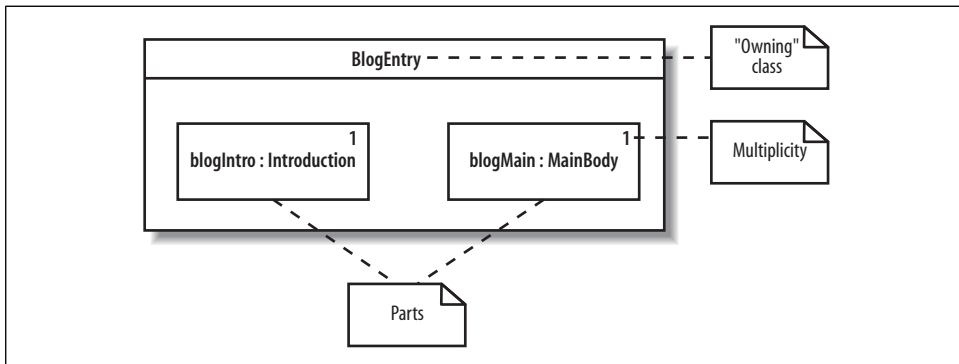 BlogEntry
"Owning"
class
1
blogIntro : Introduction
1
blogMain : MainBody
Multiplicity
Parts